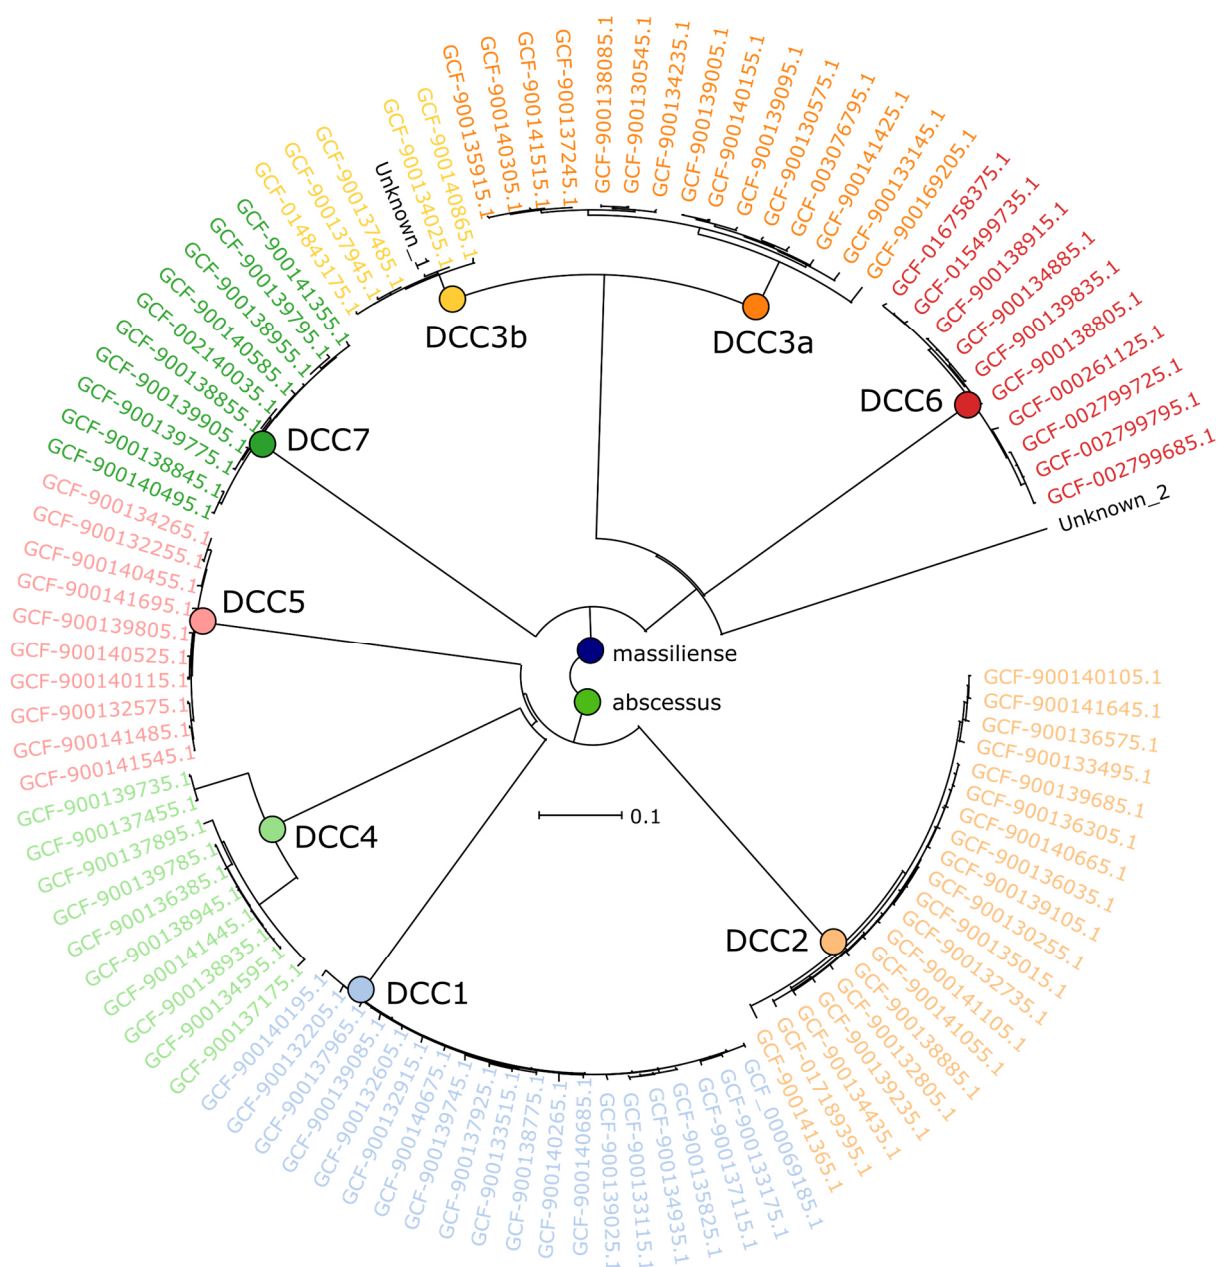 GCF-900135915.1
GCF-900140305.1
GCF-900141515.1
GCF-900137245.1
GCF-900138085.1
GCF-900130545.1
GCF-900134235.1
GCF-900139005.1
GCF-900140155.1
GCF-900139095.1
GCF-900130575.1
GCF-003076795.1
GCF-900141425.1
GCF-900133145.1
GCF-900169205.1
GCF-016758375.1
GCF-015499735.1
GCF-900138915.1
GCF-900134885.1
GCF-900139835.1
GCF-900138805.1
GCF-000261125.1
GCF-002799725.1
GCF-002799795.1
GCF-002799685.1
Unknown_2
GCF-900140105.1
GCF-900141645.1
GCF-900136575.1
GCF-900133495.1
GCF-900139685.1
GCF-900136305.1
GCF-900140665.1
GCF-900136035.1
GCF-900139105.1
GCF-900130255.1
GCF-900135015.1
GCF-900132735.1
GCF-900141105.1
GCF-900141055.1
GCF-900138885.1
GCF-900132805.1
GCF-900139235.1
GCF-900134435.1
GCF-017189395.1
GCF-900141365.1
GCF_000069185.1
GCF-900133175.1
GCF-900137115.1
GCF-900135825.1
GCF-900134935.1
GCF-900133115.1
GCF-900139025.1
GCF-900140685.1
GCF-900140265.1
GCF-900138775.1
GCF-900133515.1
GCF-900137925.1
GCF-900139745.1
GCF-900140675.1
GCF-900132915.1
GCF-900132605.1
GCF-900139085.1
GCF-900137965.1
GCF-900132205.1
GCF-900140195.1
GCF-900137175.1
GCF-900134595.1
GCF-900138935.1
GCF-900141445.1
GCF-900138945.1
GCF-900136385.1
GCF-900139785.1
GCF-900137895.1
GCF-900137455.1
GCF-900139735.1
GCF-900141545.1
GCF-900141485.1
GCF-900132575.1
GCF-900140115.1
GCF-900140525.1
GCF-900139805.1
GCF-900141695.1
GCF-900140455.1
GCF-900132255.1
GCF-900134265.1
GCF-900140495.1
GCF-900138845.1
GCF-900139775.1
GCF-900139905.1
GCF-900138855.1
GCF-002140035.1
GCF-900140585.1
GCF-900138955.1
GCF-900139795.1
GCF-900141355.1
GCF-014843175.1
GCF-900137945.1
GCF-900137485.1
Unknown_1
GCF-900134025.1
GCF-900140865.1
DCC3b
DCC3a
DCC6
DCC7
DCC5
massiliense
abscessus
0.1
DCC4
DCC2
DCC1